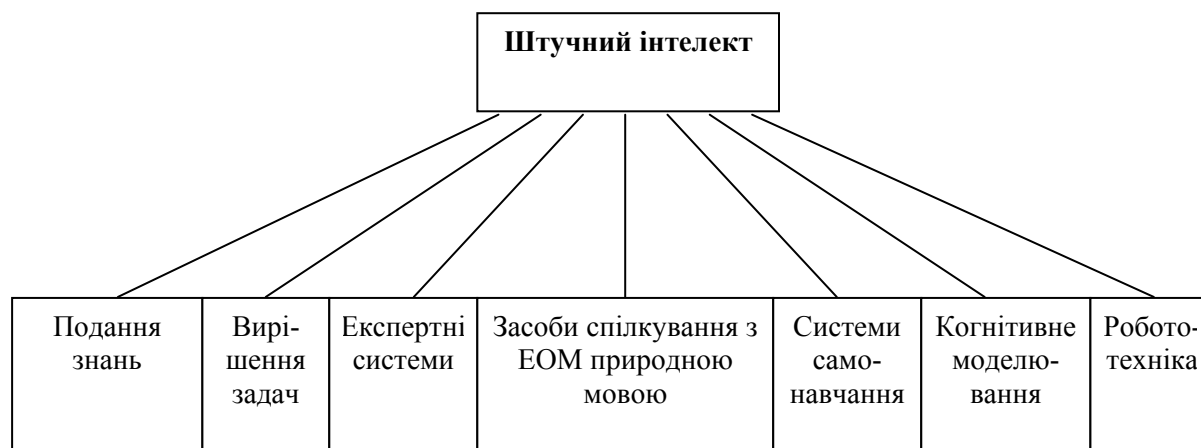 Штучний інтелект
Подання
знань
Вирі-
шення
задач
Експертні
системи
Засоби спілкування з
ЕОМ природною
мовою
Системи
само-
навчання
Когнітивне
моделю-
вання
Робото-
техніка